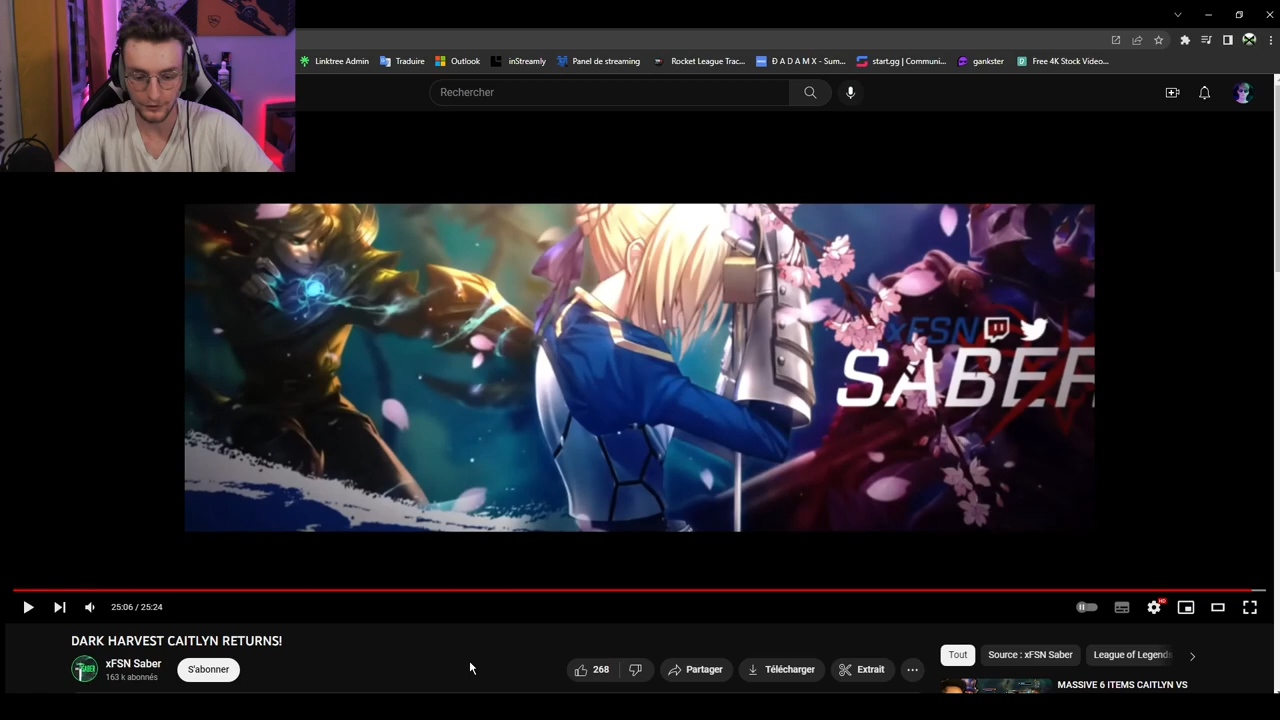 Linktree Admin
Traduire
Outlook
inStreamly
Panel de streaming
Rocket League Trac...
Đ A D A M X - Sum...
start.gg | Communi...
gankster
Free 4K Stock Video...
Rechercher
xFSN
SABER
25:06 / 25:24
HD
DARK HARVEST CAITLYN RETURNS!
xFSN Saber
163 k abonnés
S'abonner
268
Partager
Télécharger
Extrait
Tout
Source : xFSN Saber
League of Legends
MASSIVE 6 ITEMS CAITLYN VS